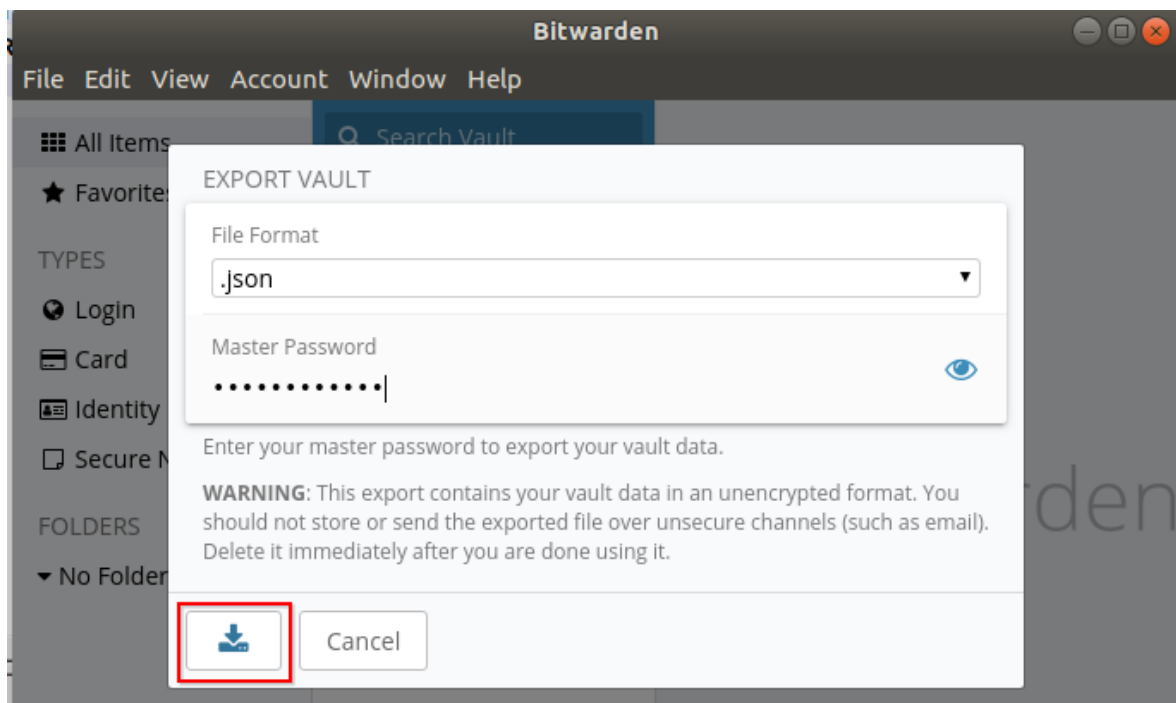 Bitwarden
File Edit View Account Window Help
All Items
Search Vault
Favorite
TYPES
Login
Card
Identity
Secure N
FOLDERS
No Folder
EXPORT VAULT
File Format
.json
Master Password
••••••••••••
Enter your master password to export your vault data.
WARNING: This export contains your vault data in an unencrypted format. You
should not store or send the exported file over unsecure channels (such as email).
Delete it immediately after you are done using it.
Cancel
rden